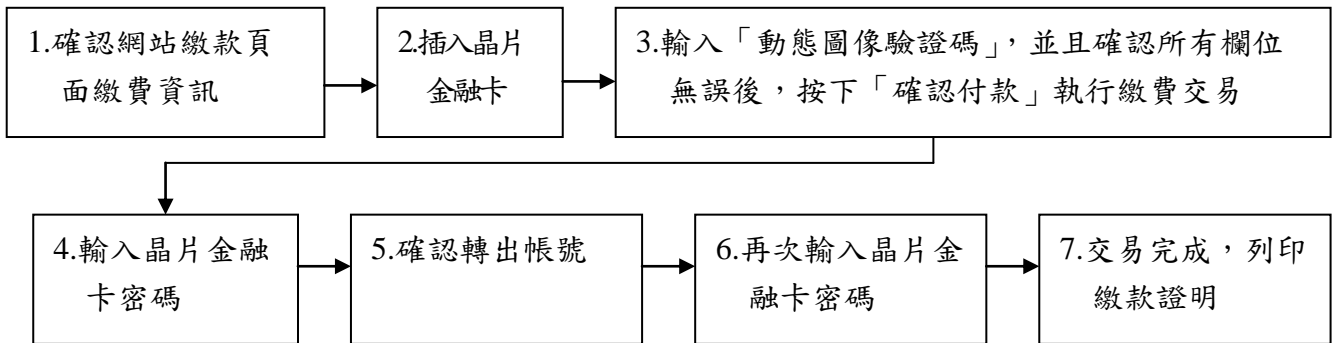 1.確認網站繳款頁
面繳費資訊
2.插入晶片
金融卡
3.輸入「動態圖像驗證碼」，並且確認所有欄位
無誤後，按下「確認付款」執行繳費交易
4.輸入晶片金融
卡密碼
5.確認轉出帳號
6.再次輸入晶片金
融卡密碼
7.交易完成，列印
繳款證明